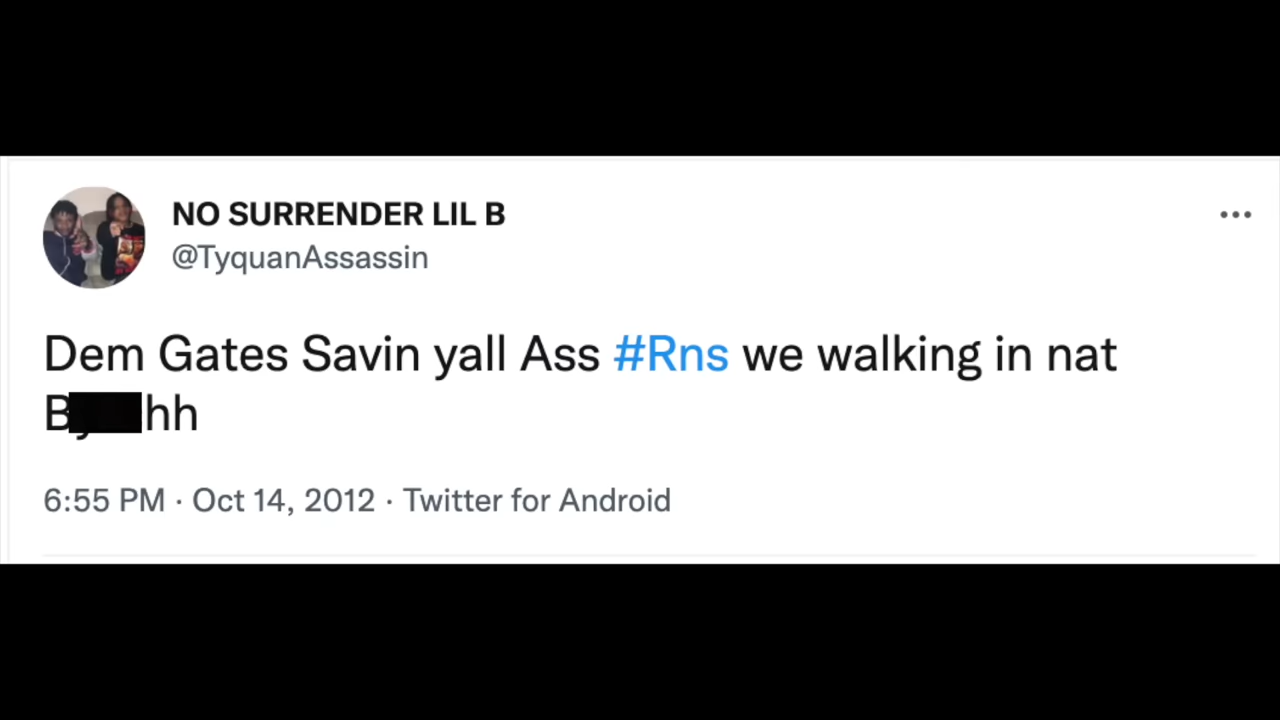 NO SURRENDER LIL B
@TyquanAssassin
Dem Gates Savin yall Ass #Rns we walking in nat
6:55 PM · Oct 14, 2012 · Twitter for Android